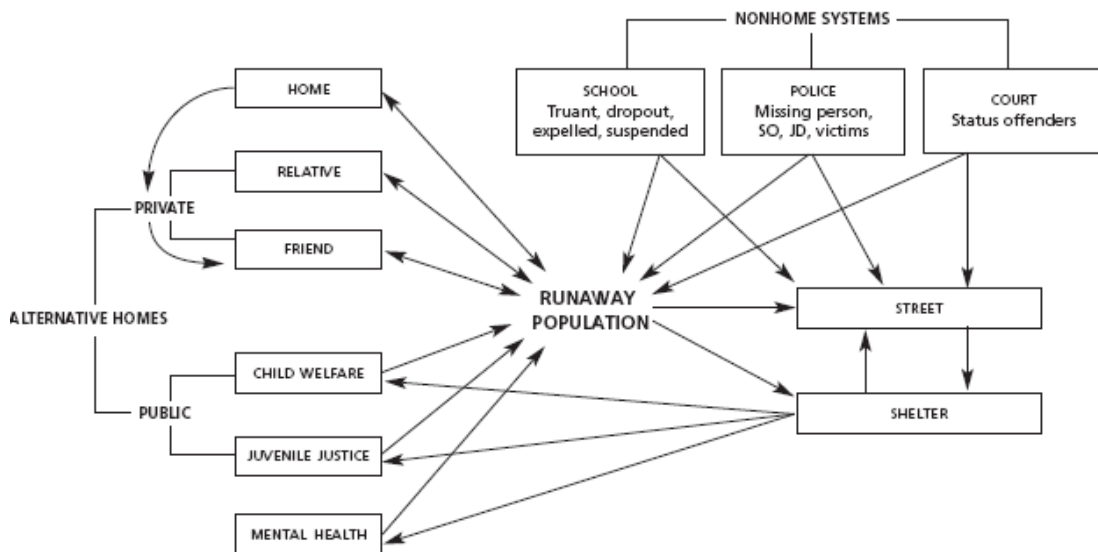 NONHOME SYSTEMS
HOME
SCHOOL
Truant, dropout,
expelled, suspended
POLICE
Missing person,
SO, JD, victims
COURT
Status offenders
RELATIVE
PRIVATE
FRIEND
RUNAWAY
POPULATION
STREET
ALTERNATIVE HOMES
CHILD WELFARE
PUBLIC
SHELTER
JUVENILE JUSTICE
MENTAL HEALTH